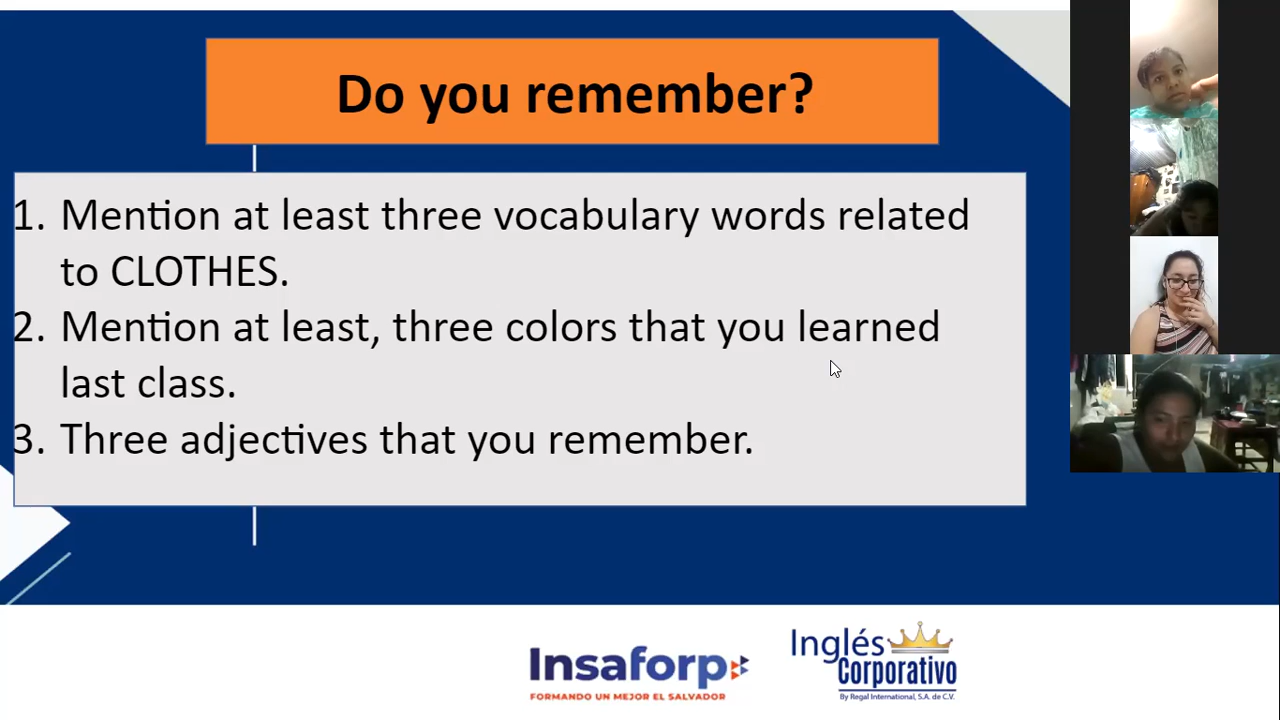 Do you remember?
1. Mention at least three vocabulary words related
to CLOTHES.
2. Mention at least, three colors that you learned
last class.
3. Three adjectives that you remember.
Insaforp
FORMANDO UN MEJOR EL SALVADOR
Inglés
Corporativo
By Regal International, S.A. de C.V.